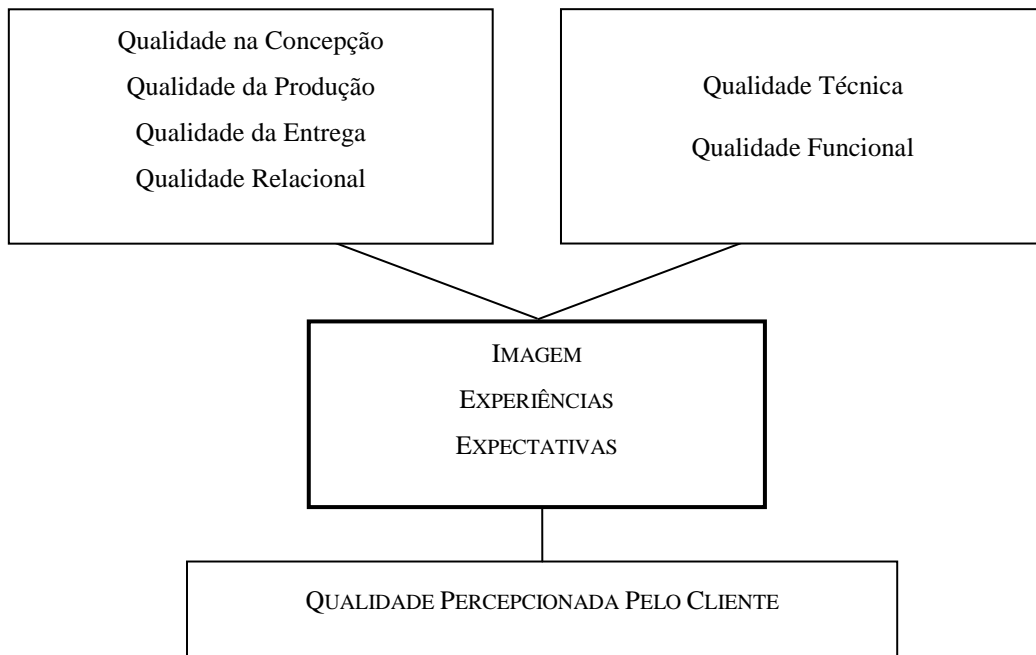 Qualidade na Concepção
Qualidade da Produção
Qualidade da Entrega
Qualidade Relacional
Qualidade Técnica
Qualidade Funcional
IMAGEM
EXPERIÊNCIAS
EXPECTATIVAS
QUALIDADE PERCEPCIONADA PELO CLIENTE